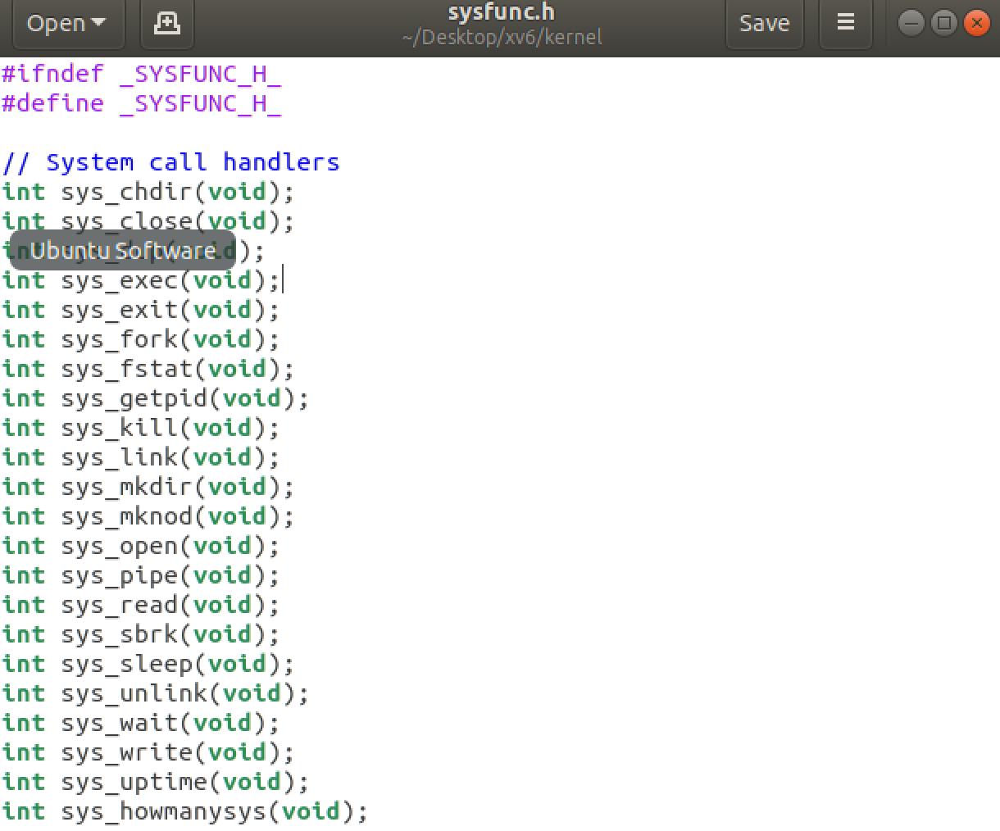 Open
sysfunc.h
~/Desktop/xv6/kernel
Save
#ifndef _SYSFUNC_H_
#define _SYSFUNC_H_
// System call handlers
int sys_chdir(void);
int sys_close(void);
Ubuntu Software
);
int sys_exec(void);
int sys_exit(void);
int sys_fork(void);
int sys_fstat(void);
int sys_getpid(void);
int sys_kill(void);
int sys_link(void);
int sys_mkdir(void);
int sys_mknod(void);
int sys_open(void);
int sys_pipe(void);
int sys_read(void);
int sys_sbrk(void);
int sys_sleep(void);
int sys_unlink(void);
int sys_wait(void);
int sys_write(void);
int sys_uptime(void);
int sys_howmanysys(void);